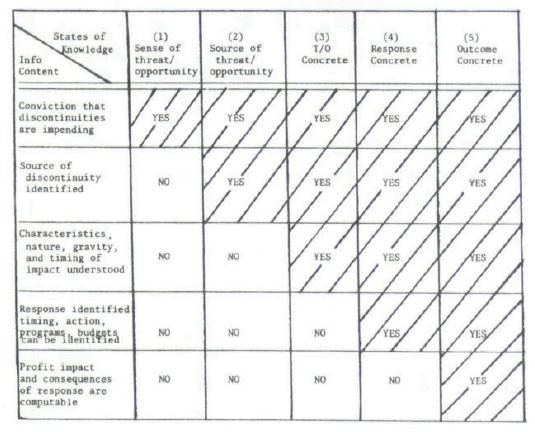 States of Knowledge
Info Content
(1) Sense of threat/ opportunity
(2) Source of threat/ opportunity
(3) T/O Concrete
(4) Response Concrete
(5) Outcome Concrete
Conviction that
discontinuities
are impending
YES YES YES YES YES
Source of
discontinuity
identified
NO YES YES YES YES
Characteristics,
nature, gravity,
and timing of
impact understood
NO NO YES YES YES
Response identified
timing, action,
programs, budgets
can be identified
NO NO NO YES YES
Profit impact
and consequences
of response are
computable
NO NO NO NO YES